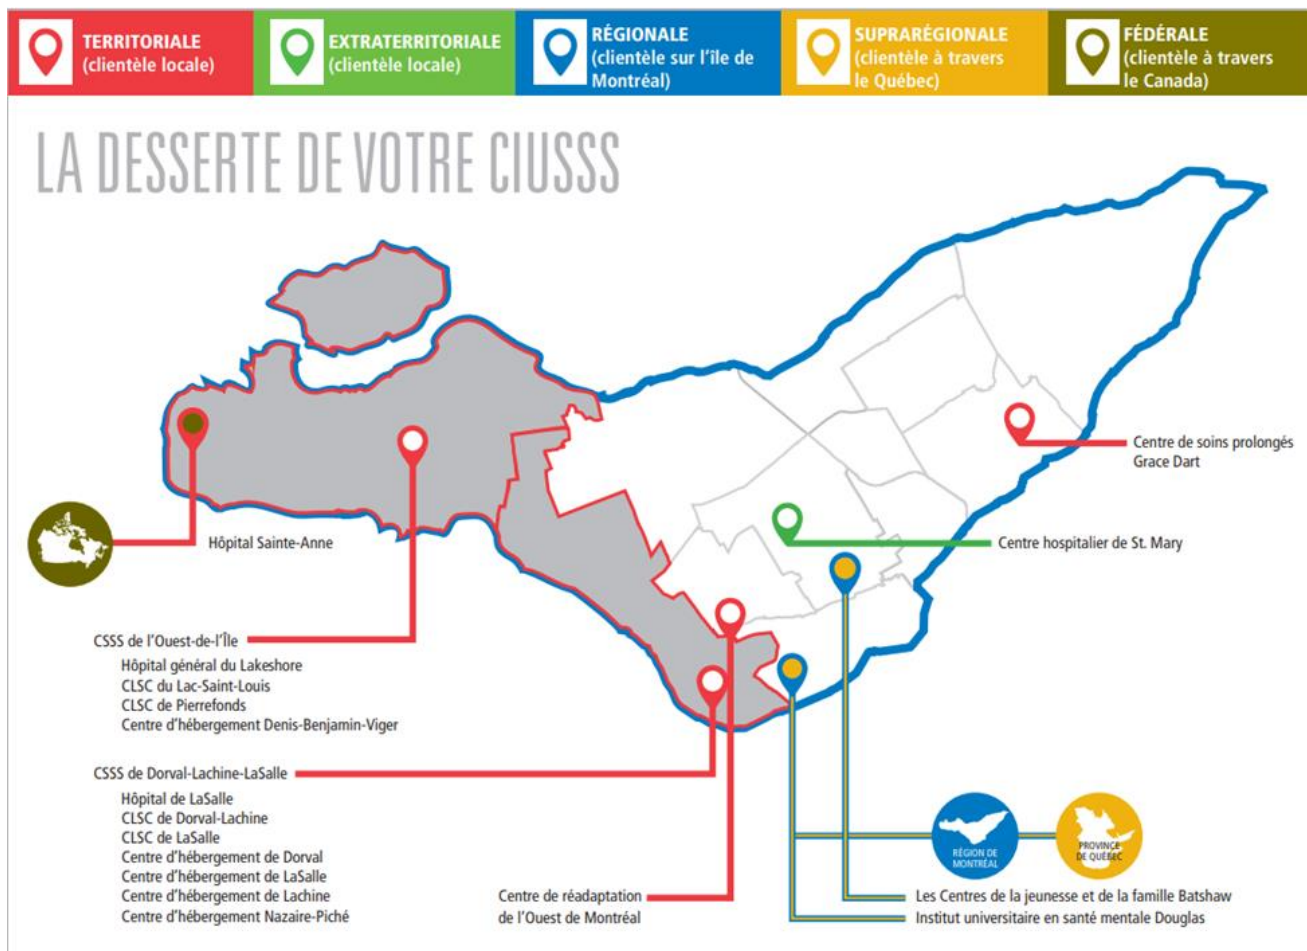 TERRITORIALE
(clientèle locale)
EXTRATERRITORIALE
(clientèle locale)
RÉGIONALE
(clientèle sur l'île de
Montréal)
SUPRARÉGIONALE
(clientèle à travers
le Québec)
FÉDÉRALE
(clientèle à travers
le Canada)
LA DESSERTE DE VOTRE CIUSSS
Centre de soins prolongés
Grace Dart
Hôpital Sainte-Anne
Centre hospitalier de St. Mary
CSSS de l'Ouest-de-l'Île
Hôpital général du Lakeshore
CLSC du Lac-Saint-Louis
CLSC de Pierrefonds
Centre d'hébergement Denis-Benjamin-Viger
CSSS de Dorval-Lachine-LaSalle
Hôpital de LaSalle
CLSC de Dorval-Lachine
CLSC de LaSalle
Centre d'hébergement de Dorval
Centre d'hébergement de LaSalle
Centre d'hébergement de Lachine
Centre d'hébergement Nazaire-Piché
Centre de réadaptation
de l'Ouest de Montréal
RÉGION DE
MONTRÉAL
PROVINCE
DE QUÉBEC
Les Centres de la jeunesse et de la famille Batshaw
Institut universitaire en santé mentale Douglas